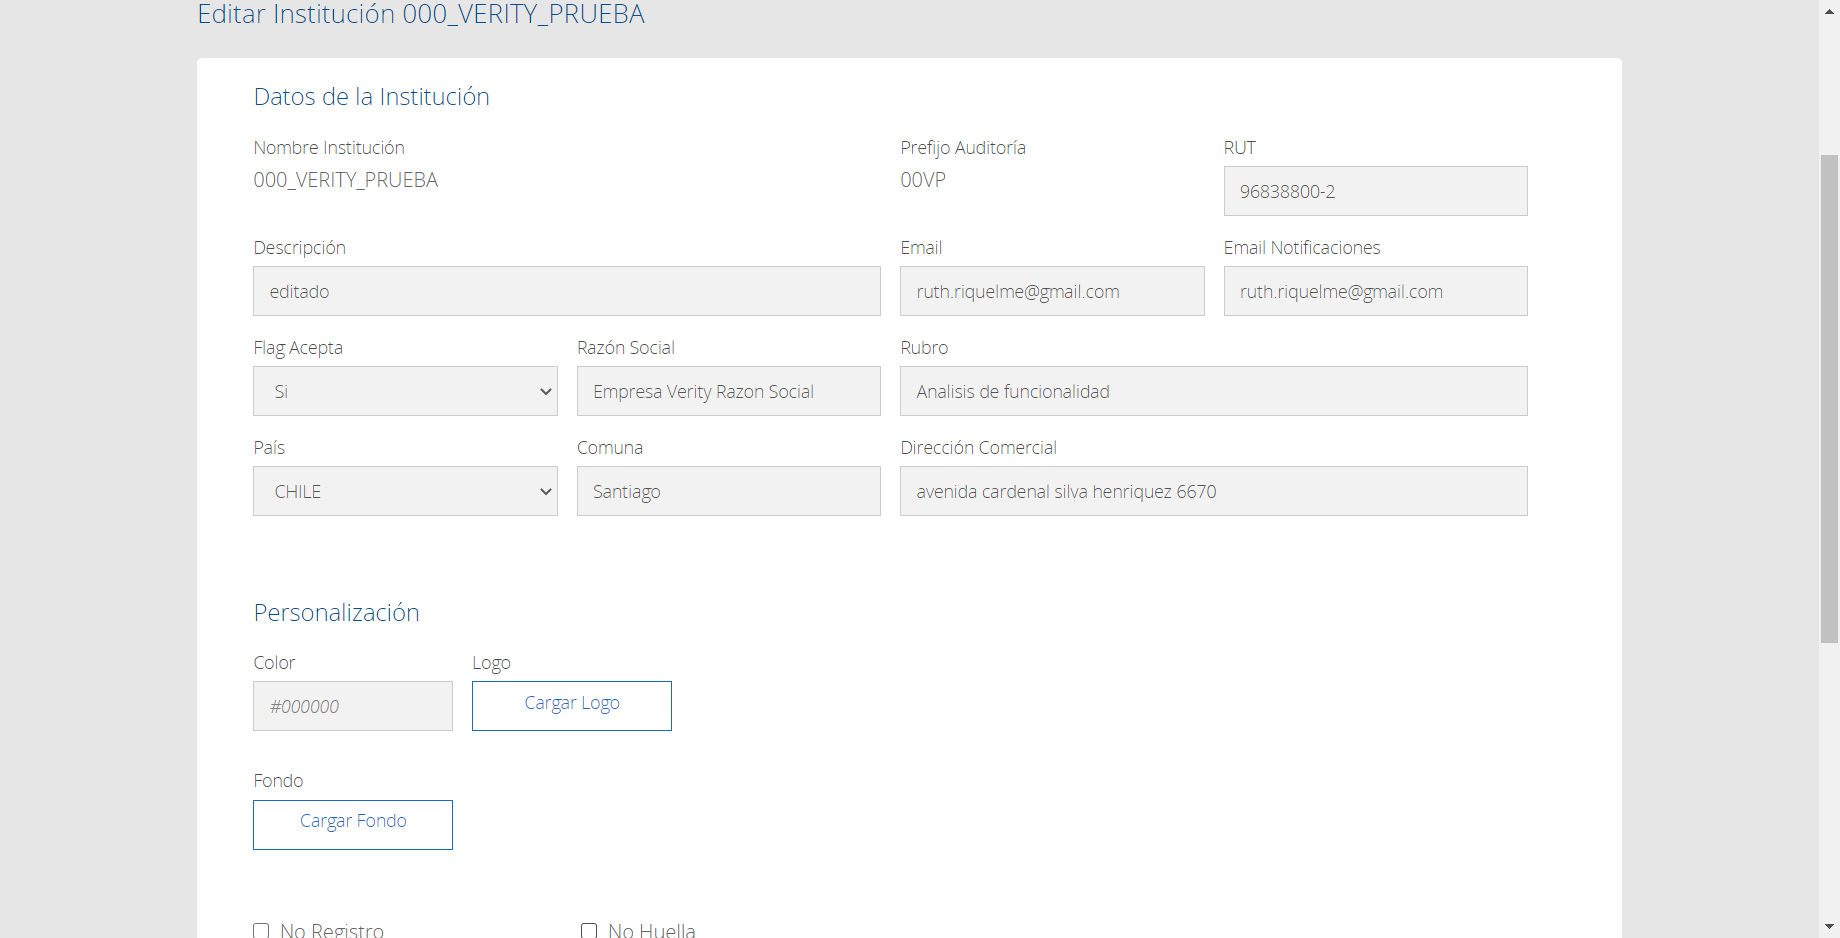 Editar Institución 000_VERITY_PRUEBA
Datos de la Institución
Nombre Institución
000_VERITY_PRUEBA
Prefijo Auditoría
00VP
RUT
96838800-2
Descripción
editado
Email
ruth.riquelme@gmail.com
Email Notificaciones
ruth.riquelme@gmail.com
Flag Acepta
Si
Razón Social
Empresa Verity Razon Social
Rubro
Analisis de funcionalidad
País
CHILE
Comuna
Santiago
Dirección Comercial
avenida cardenal silva henriquez 6670
Personalización
Color
#000000
Logo
Cargar Logo
Fondo
Cargar Fondo
No Registro
No Huella